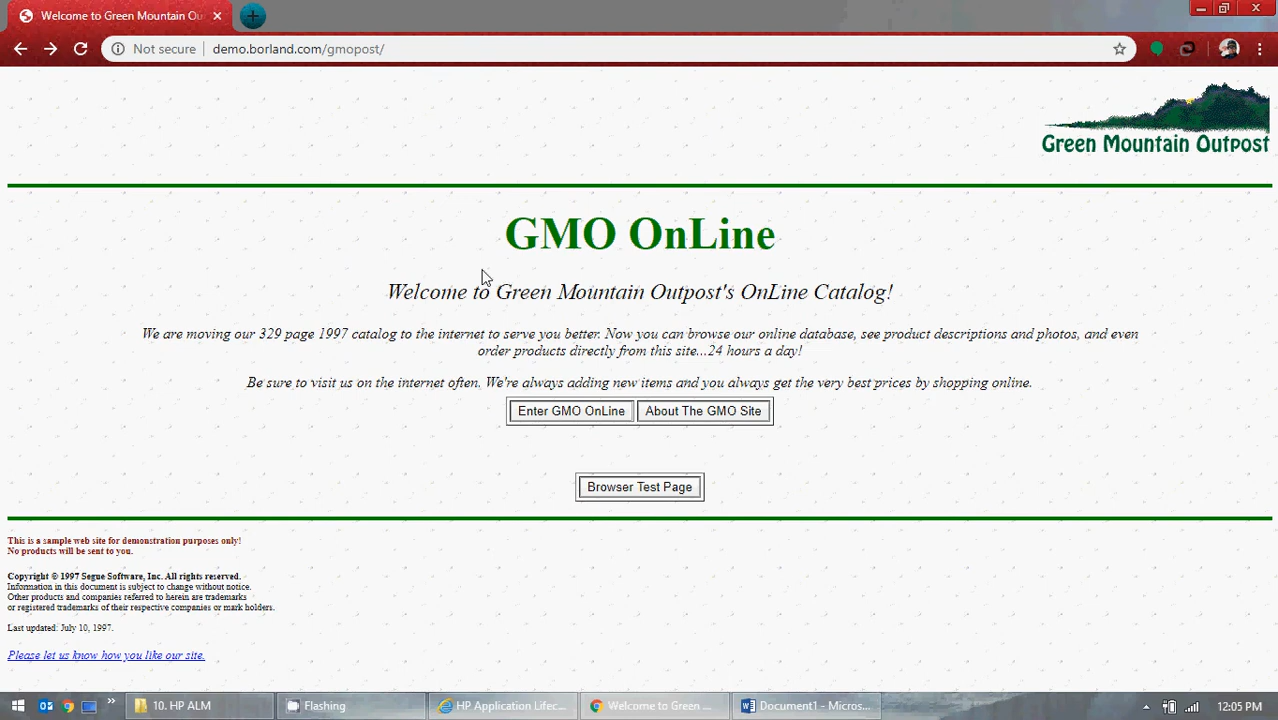 Welcome to Green Mountain Ou
Not secure
demo.borland.com/gmopost/
Green Mountain Outpost
GMO OnLine
Welcome to Green Mountain Outpost's OnLine Catalog!
We are moving our 329 page 1997 catalog to the internet to serve you better. Now you can browse our online database, see product descriptions and photos, and even
order products directly from this site...24 hours a day!
Be sure to visit us on the internet often. We're always adding new items and you always get the very best prices by shopping online.
Enter GMO OnLine
About The GMO Site
Browser Test Page
This is a sample web site for demonstration purposes only!
No products will be sent to you.
Copyright © 1997 Segue Software, Inc. All rights reserved.
Information in this document is subject to change without notice.
Other products and companies referred to herein are trademarks
or registered trademarks of their respective companies or mark holders.
Last updated: July 10, 1997.
Please let us know how you like our site.
10. HP ALM
Flashing
HP Application Lifec...
Welcome to Green ...
Document1 - Micros...
12:05 PM